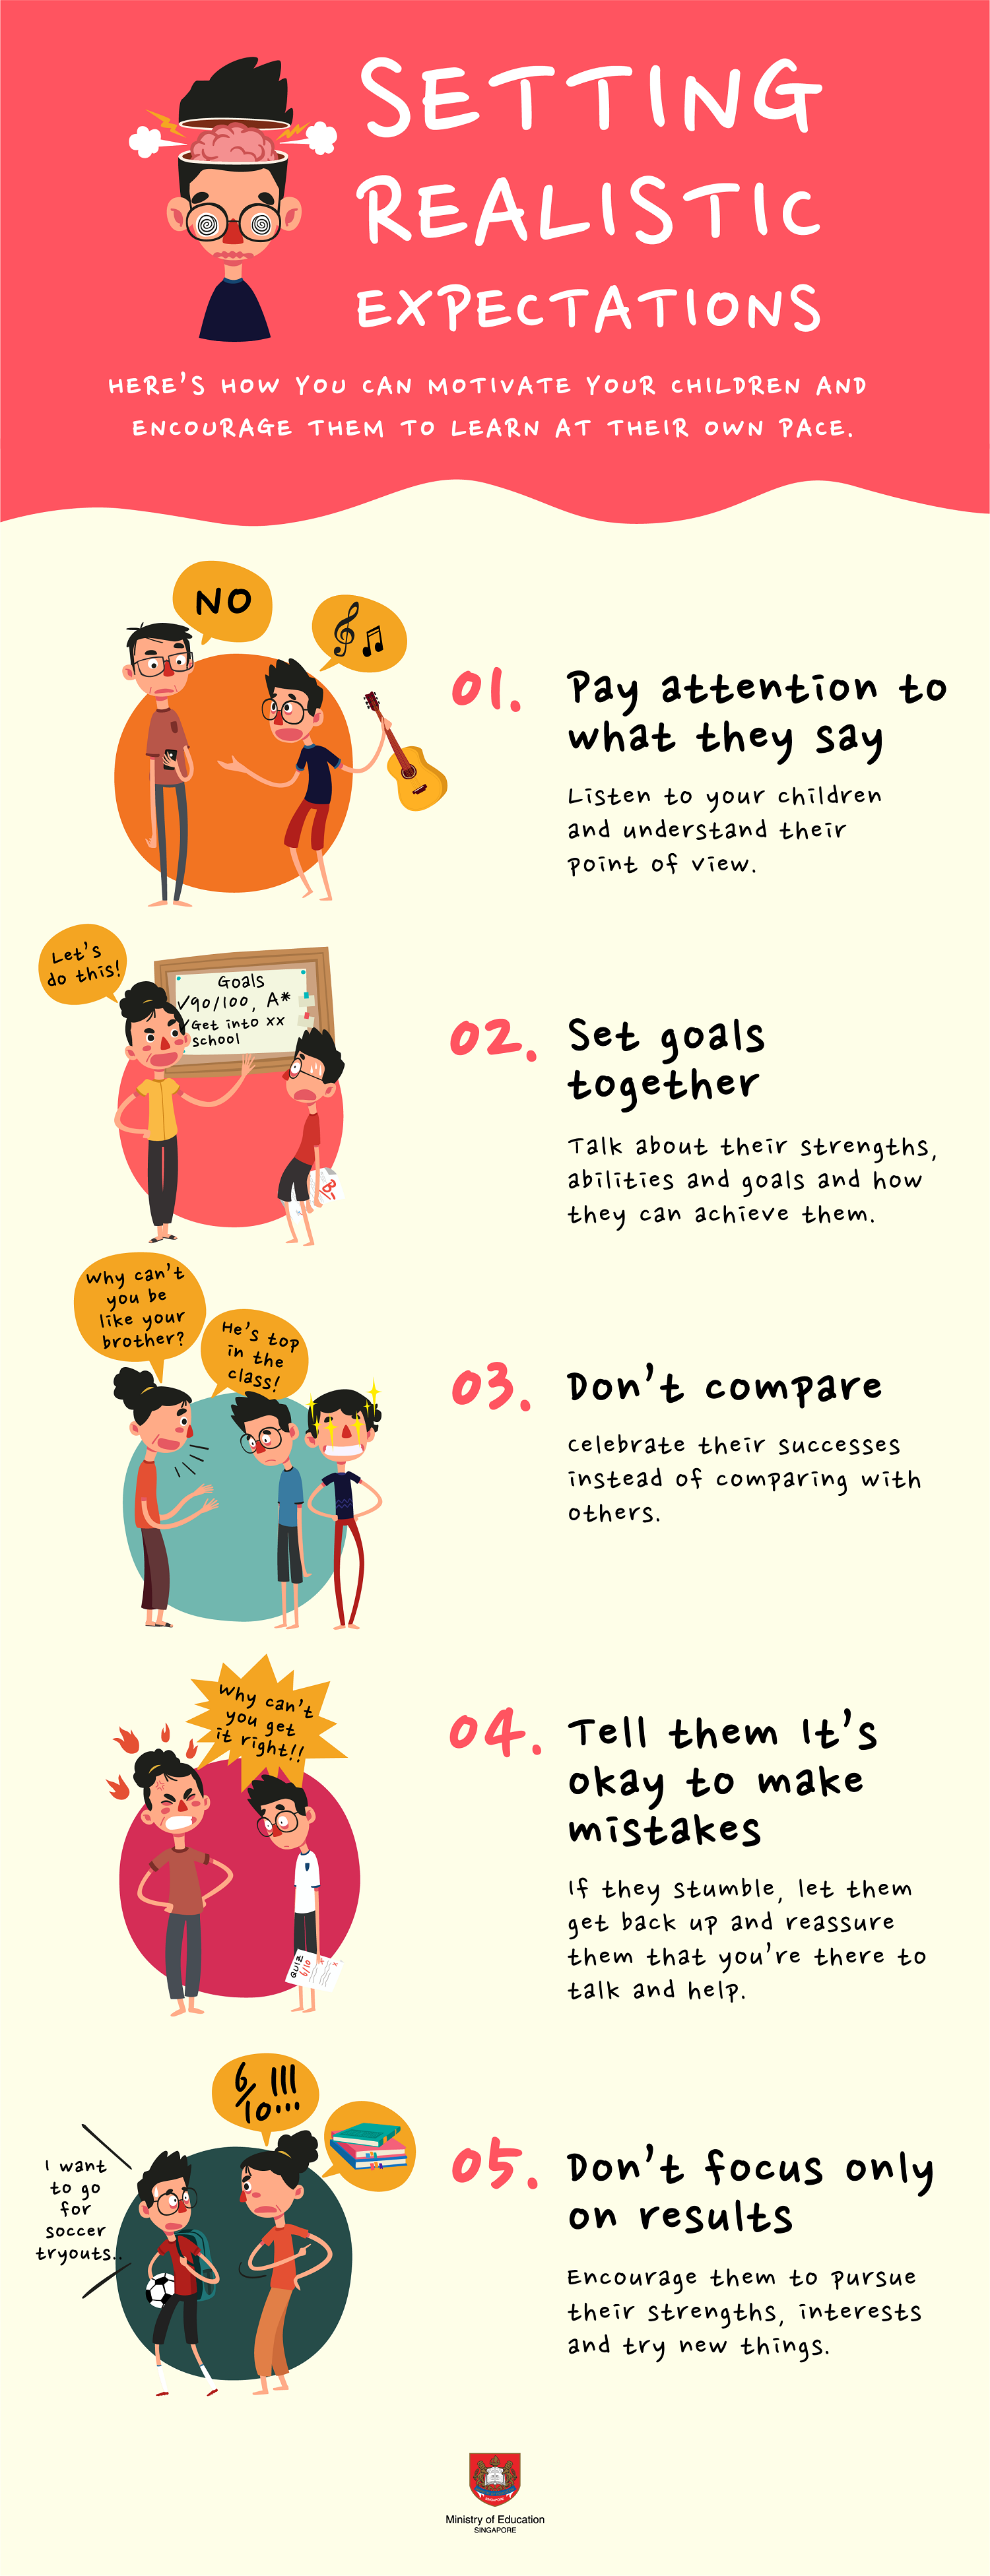 SETTING
REALISTIC
EXPECTATIONS
HERE'S HOW YOU CAN MOTIVATE YOUR CHILDREN AND
ENCOURAGE THEM TO LEARN AT THEIR OWN PACE.
NO
01.
Pay attention to
what they say
Listen to your children
and understand their
point of view.
Let's
do this!
Goals
✓90/100, A*
✓Get into xx
school
B-
02.
Set goals
together
Talk about their strengths,
abilities and goals and how
they can achieve them.
Why can't
you be
like your
brother?
He's top
in the
class!
03.
Don't compare
Celebrate their successes
instead of comparing with
others.
Why can't
you get
it right!!
QUIZ
6/10
04.
Tell them It's
okay to make
mistakes
If they stumble, let them
get back up and reassure
them that you're there to
talk and help.
6/10 !!!
I want
to go
for
soccer
tryouts..
05.
Don't focus only
on results
Encourage them to pursue
their strengths, interests
and try new things.
Ministry of Education
SINGAPORE